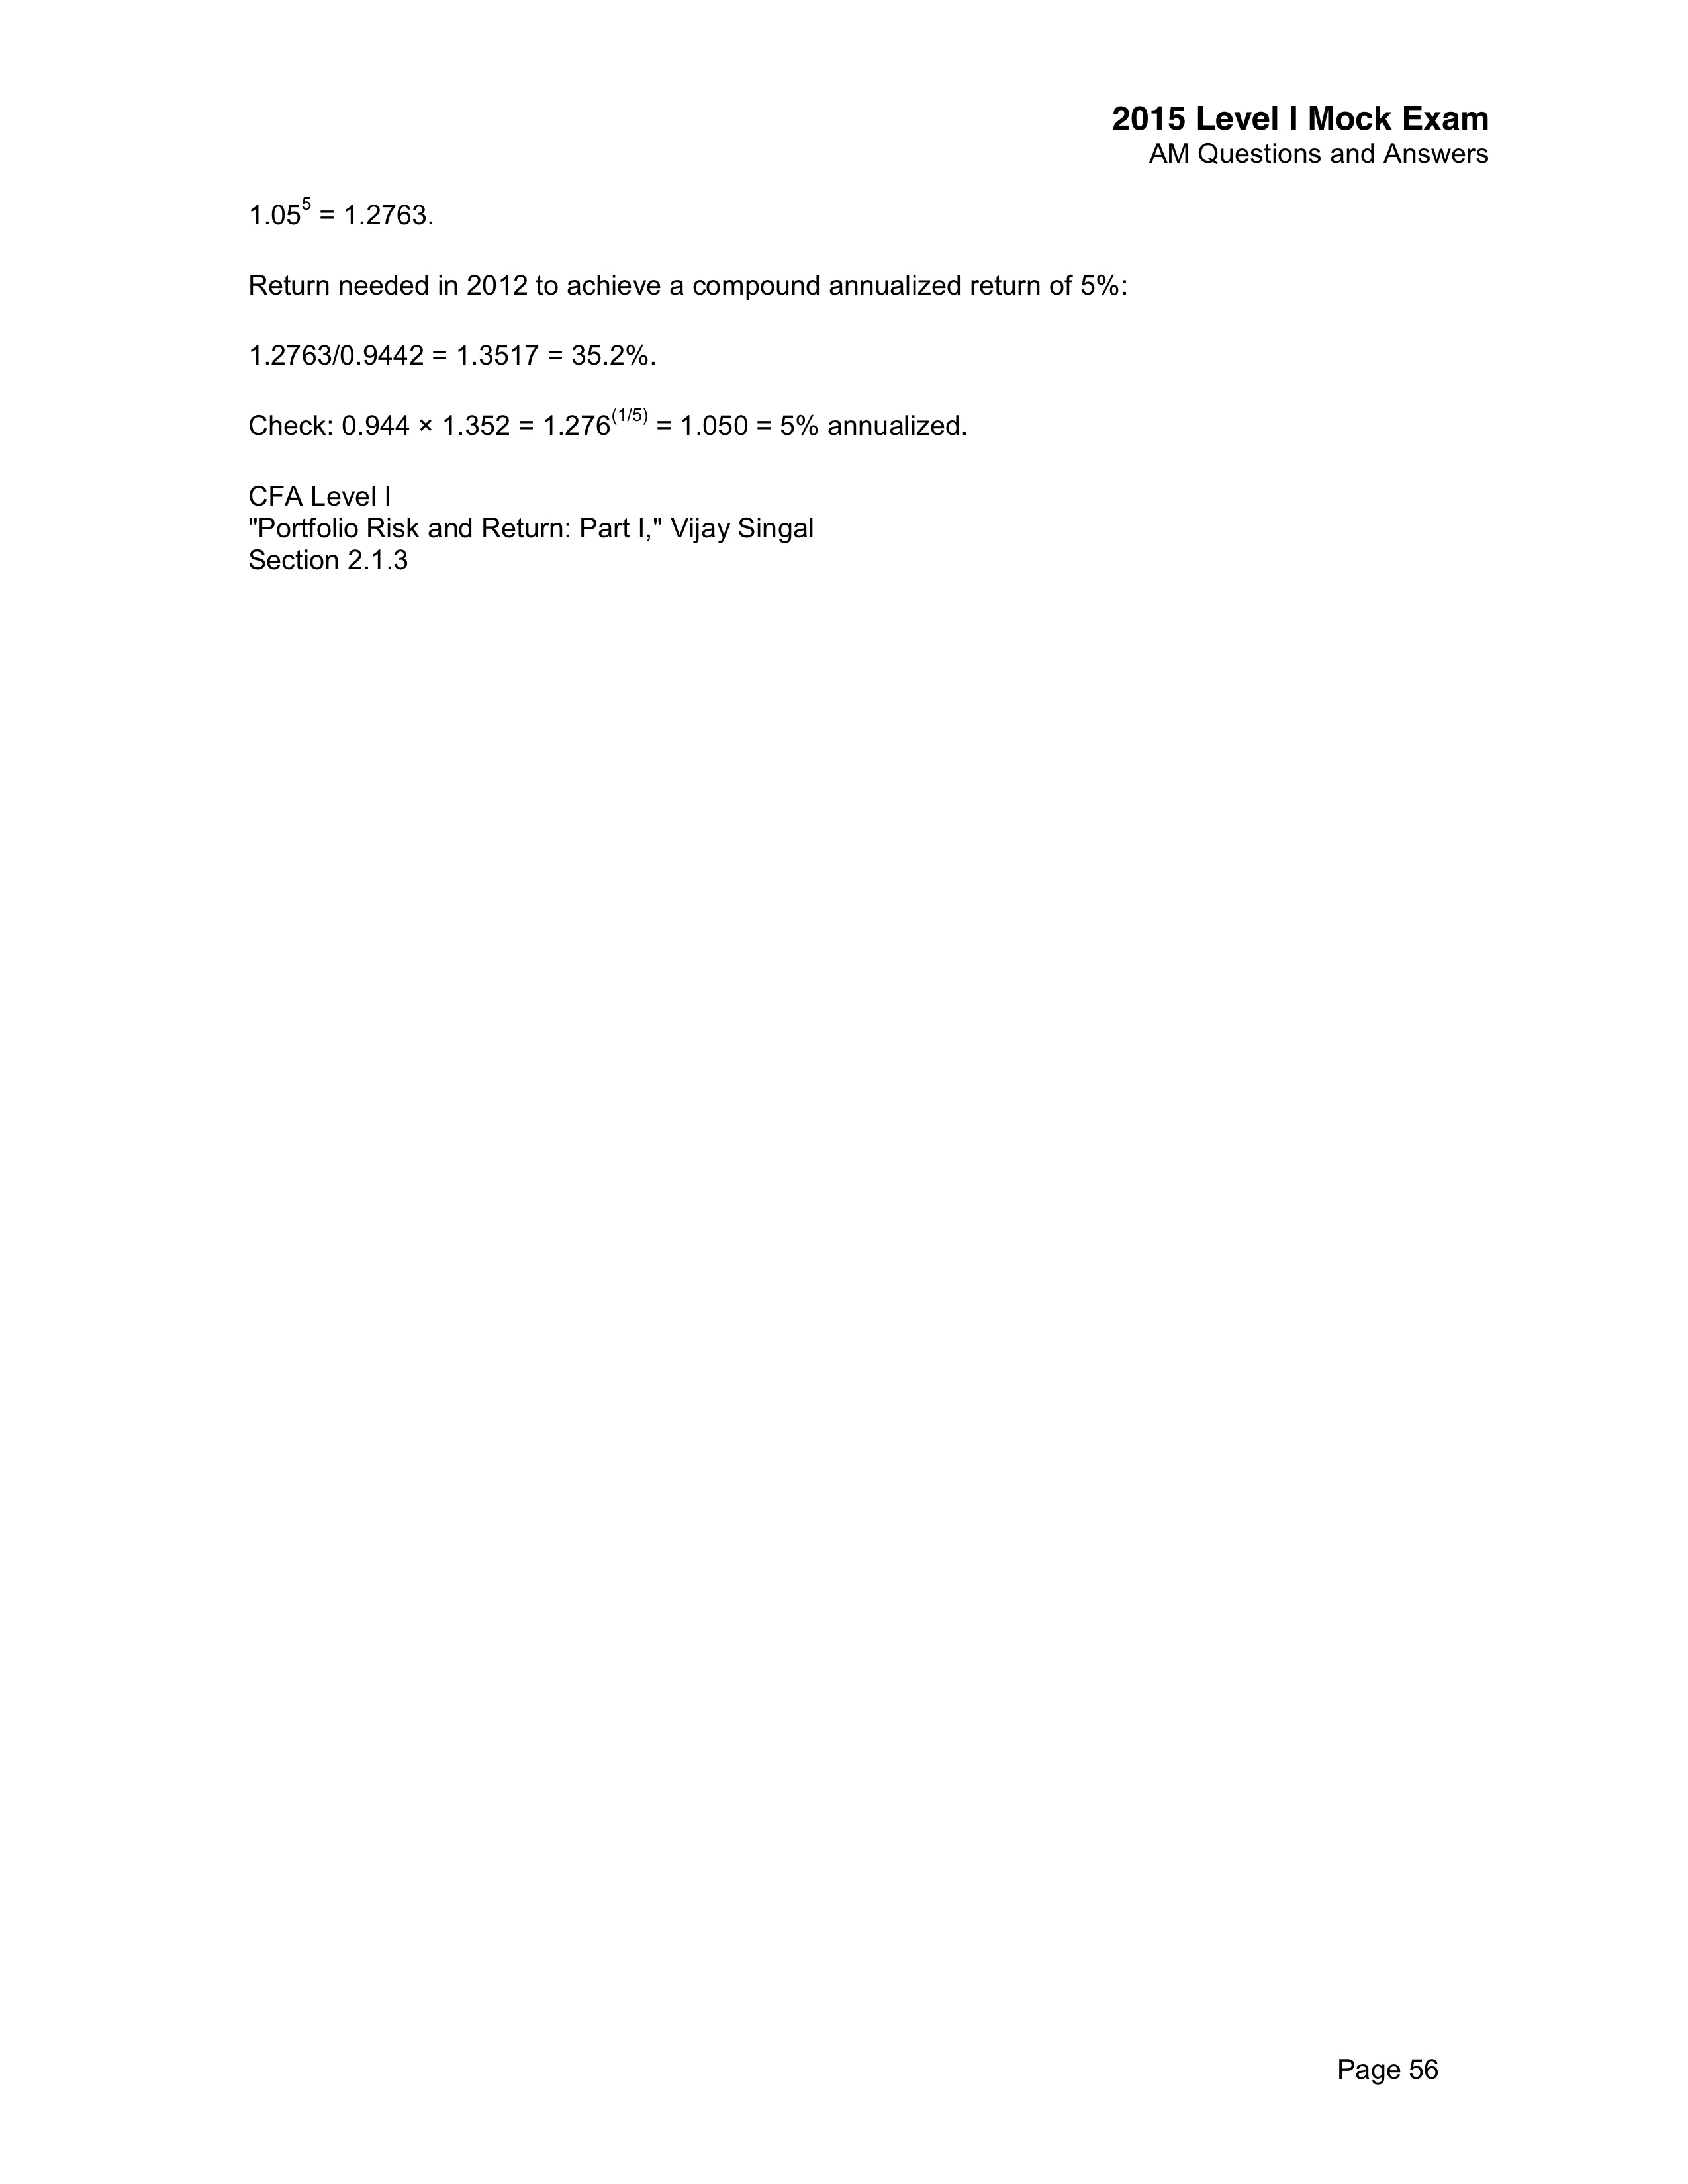 2015 Level I Mock Exam
AM Questions and Answers
1.05⁵ = 1.2763.
Return needed in 2012 to achieve a compound annualized return of 5%:
1.2763/0.9442 = 1.3517 = 35.2%.
Check: 0.944 × 1.352 = 1.276⁽¹/⁵⁾ = 1.050 = 5% annualized.
CFA Level I
"Portfolio Risk and Return: Part I," Vijay Singal
Section 2.1.3
Page 56